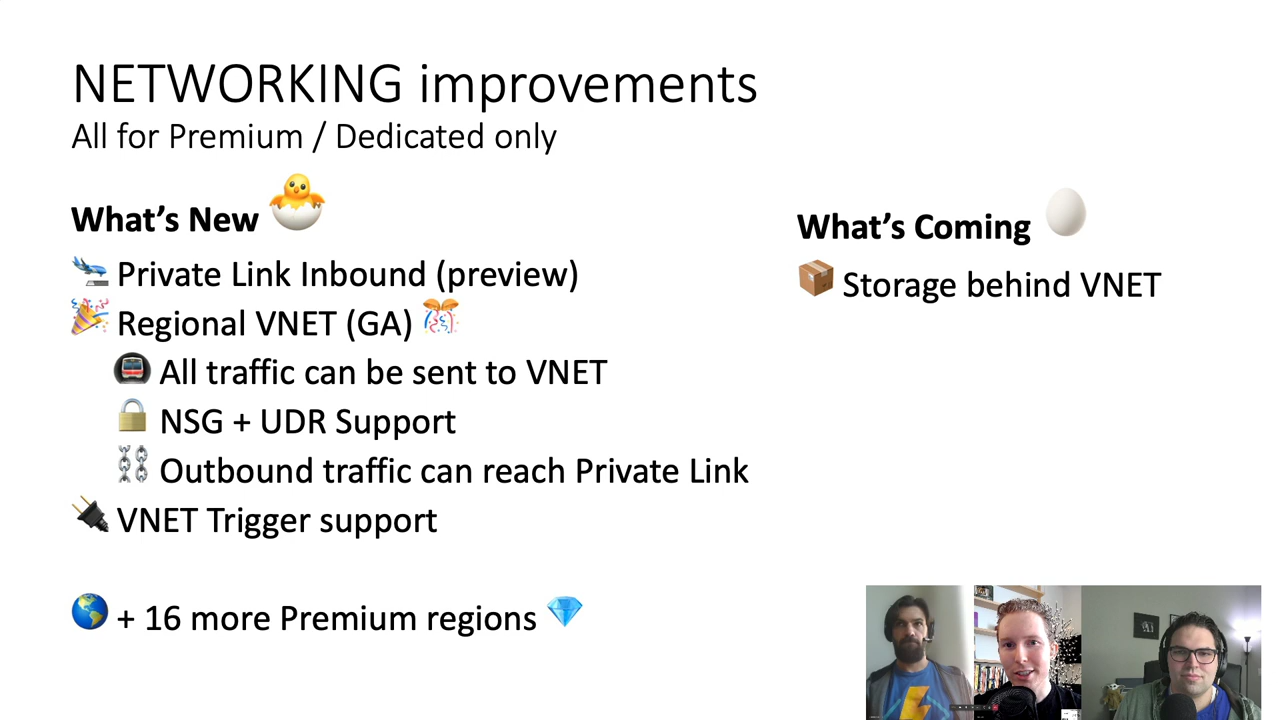 NETWORKING improvements
All for Premium / Dedicated only
What's New
Private Link Inbound (preview)
Regional VNET (GA)
All traffic can be sent to VNET
NSG + UDR Support
Outbound traffic can reach Private Link
VNET Trigger support
+ 16 more Premium regions
What's Coming
Storage behind VNET